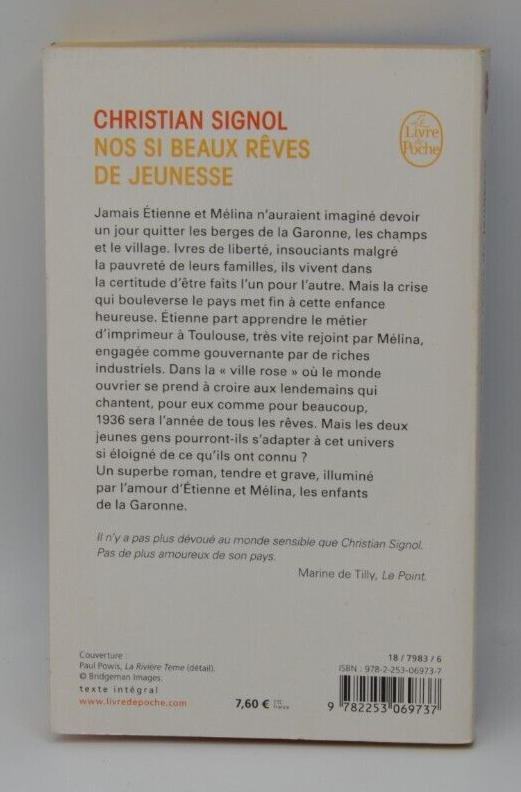 CHRISTIAN SIGNOL
NOS SI BEAUX RÊVES
DE JEUNESSE
Le
Livre
de
Poche
Jamais Étienne et Mélina n'auraient imaginé devoir
un jour quitter les berges de la Garonne, les champs
et le village. Ivres de liberté, insouciants malgré
la pauvreté de leurs familles, ils vivent dans
la certitude d'être faits l'un pour l'autre. Mais la crise
qui bouleverse le pays met fin à cette enfance
heureuse. Étienne part apprendre le métier
d'imprimeur à Toulouse, très vite rejoint par Mélina,
engagée comme gouvernante par de riches
industriels. Dans la « ville rose » où le monde
ouvrier se prend à croire aux lendemains qui
chantent, pour eux comme pour beaucoup,
1936 sera l'année de tous les rêves. Mais les deux
jeunes gens pourront-ils s'adapter à cet univers
si éloigné de ce qu'ils ont connu ?
Un superbe roman, tendre et grave, illuminé
par l'amour d'Étienne et Mélina, les enfants
de la Garonne.
Il n'y a pas plus dévoué au monde sensible que Christian Signol.
Pas de plus amoureux de son pays.
Marine de Tilly, Le Point.
Couverture :
Paul Powis, La Rivière Teme (détail).
© Bridgeman Images.
texte intégral
www.livredepoche.com
7,60 € TTC
France
18 / 7983 / 6
ISBN : 978-2-253-06973-7
9 782253 069737